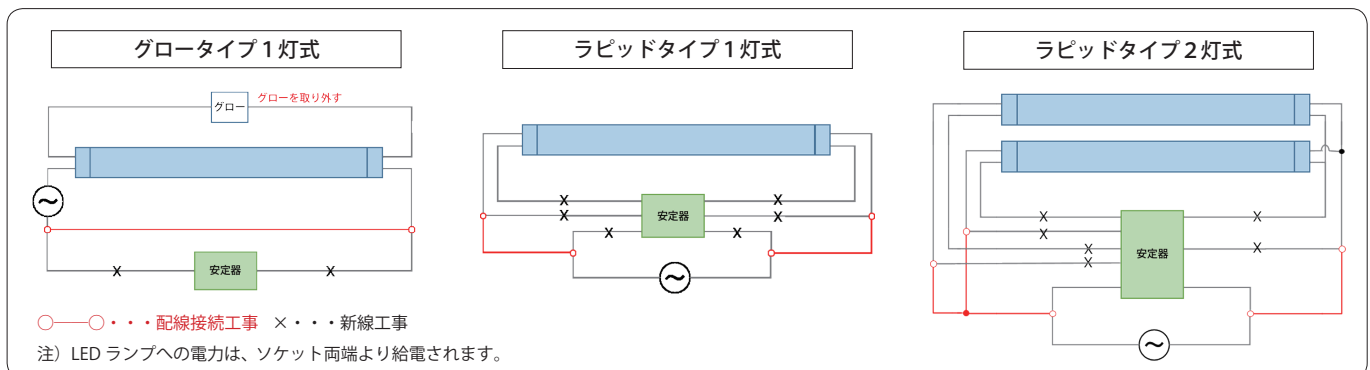 グロータイプ1灯式
ラピッドタイプ1灯式
ラピッドタイプ2灯式
グロー
グローを取り外す
安定器
安定器
安定器
○——○・・・配線接続工事 ×・・・新線工事
注）LED ランプへの電力は、ソケット両端より給電されます。